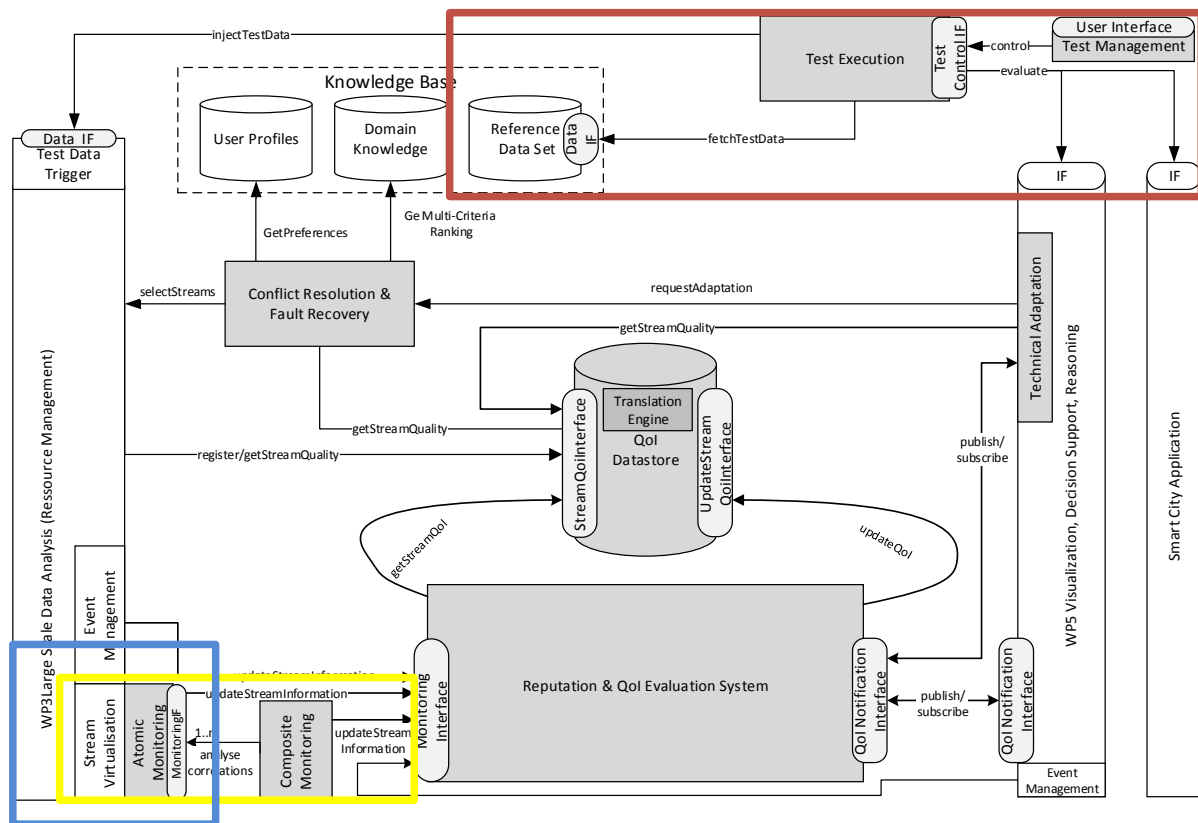 injectTestData
Test Execution
Test
Control IF
control
User Interface
Test Management
evaluate
Knowledge Base
User Profiles
Domain
Knowledge
Reference
Data Set
Data
IF
fetchTestData
Data IF
Test Data
Trigger
IF
IF
GetPreferences
Ge Multi-Criteria
Ranking
selectStreams
Conflict Resolution &
Fault Recovery
requestAdaptation
getStreamQuality
Technical Adaptation
Translation
Engine
QoI
Datastore
StreamQoiInterface
UpdateStream
QoiInterface
getStreamQuality
register/getStreamQuality
publish/
subscribe
WP3Large Scale Data Analysis (Ressource Management)
WP5 Visualization, Decision Support, Reasoning
Smart City Application
getStreamQoI
updateQoI
Event
Management
updateStreamInformation
updateStreamInformation
Monitoring
Interface
Reputation & QoI Evaluation System
QoI Notification
Interface
publish/
subscribe
QoI Notification
Interface
Stream
Virtualisation
Atomic
Monitoring
MonitoringIF
1..n
analyse
correlations
Composite
Monitoring
updateStream
Information
Event
Management